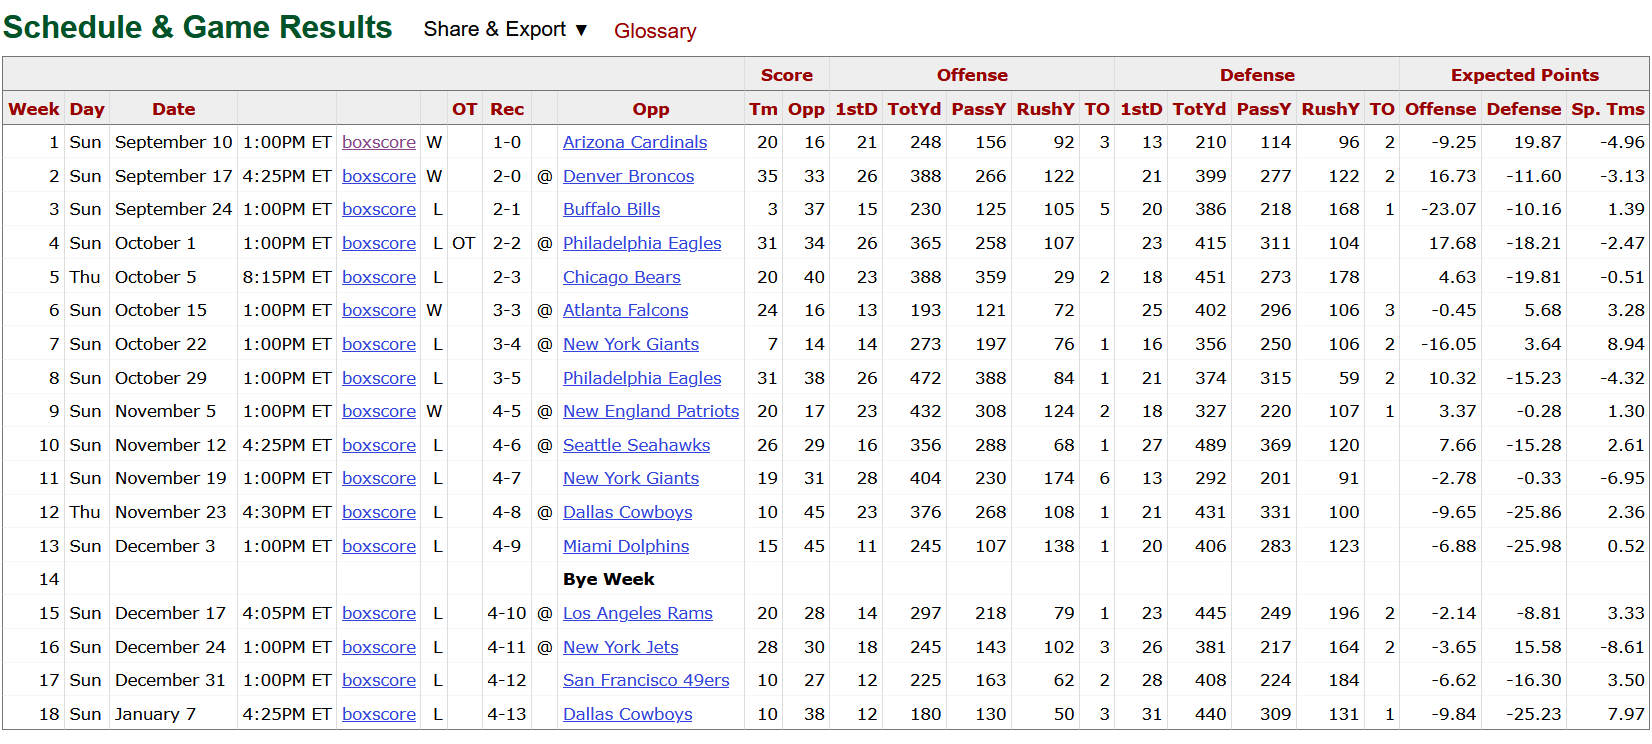 Schedule & Game Results Share & Export ▼ Glossary
Score Offense Defense Expected Points
Week Day Date OT Rec Opp Tm Opp 1stD TotYd PassY RushY TO 1stD TotYd PassY RushY TO Offense Defense Sp. Tms
1 Sun September 10 1:00PM ET boxscore W 1-0 Arizona Cardinals 20 16 21 248 156 92 3 13 210 114 96 2 -9.25 19.87 -4.96
2 Sun September 17 4:25PM ET boxscore W 2-0 @ Denver Broncos 35 33 26 388 266 122 21 399 277 122 2 16.73 -11.60 -3.13
3 Sun September 24 1:00PM ET boxscore L 2-1 Buffalo Bills 3 37 15 230 125 105 5 20 386 218 168 1 -23.07 -10.16 1.39
4 Sun October 1 1:00PM ET boxscore L OT 2-2 @ Philadelphia Eagles 31 34 26 365 258 107 23 415 311 104 17.68 -18.21 -2.47
5 Thu October 5 8:15PM ET boxscore L 2-3 Chicago Bears 20 40 23 388 359 29 2 18 451 273 178 4.63 -19.81 -0.51
6 Sun October 15 1:00PM ET boxscore W 3-3 @ Atlanta Falcons 24 16 13 193 121 72 25 402 296 106 3 -0.45 5.68 3.28
7 Sun October 22 1:00PM ET boxscore L 3-4 @ New York Giants 7 14 14 273 197 76 1 16 356 250 106 2 -16.05 3.64 8.94
8 Sun October 29 1:00PM ET boxscore L 3-5 Philadelphia Eagles 31 38 26 472 388 84 1 21 374 315 59 2 10.32 -15.23 -4.32
9 Sun November 5 1:00PM ET boxscore W 4-5 @ New England Patriots 20 17 23 432 308 124 2 18 327 220 107 1 3.37 -0.28 1.30
10 Sun November 12 4:25PM ET boxscore L 4-6 @ Seattle Seahawks 26 29 16 356 288 68 1 27 489 369 120 7.66 -15.28 2.61
11 Sun November 19 1:00PM ET boxscore L 4-7 New York Giants 19 31 28 404 230 174 6 13 292 201 91 -2.78 -0.33 -6.95
12 Thu November 23 4:30PM ET boxscore L 4-8 @ Dallas Cowboys 10 45 23 376 268 108 1 21 431 331 100 -9.65 -25.86 2.36
13 Sun December 3 1:00PM ET boxscore L 4-9 Miami Dolphins 15 45 11 245 107 138 1 20 406 283 123 -6.88 -25.98 0.52
14 Bye Week
15 Sun December 17 4:05PM ET boxscore L 4-10 @ Los Angeles Rams 20 28 14 297 218 79 1 23 445 249 196 2 -2.14 -8.81 3.33
16 Sun December 24 1:00PM ET boxscore L 4-11 @ New York Jets 28 30 18 245 143 102 3 26 381 217 164 2 -3.65 15.58 -8.61
17 Sun December 31 1:00PM ET boxscore L 4-12 San Francisco 49ers 10 27 12 225 163 62 2 28 408 224 184 -6.62 -16.30 3.50
18 Sun January 7 4:25PM ET boxscore L 4-13 Dallas Cowboys 10 38 12 180 130 50 3 31 440 309 131 1 -9.84 -25.23 7.97